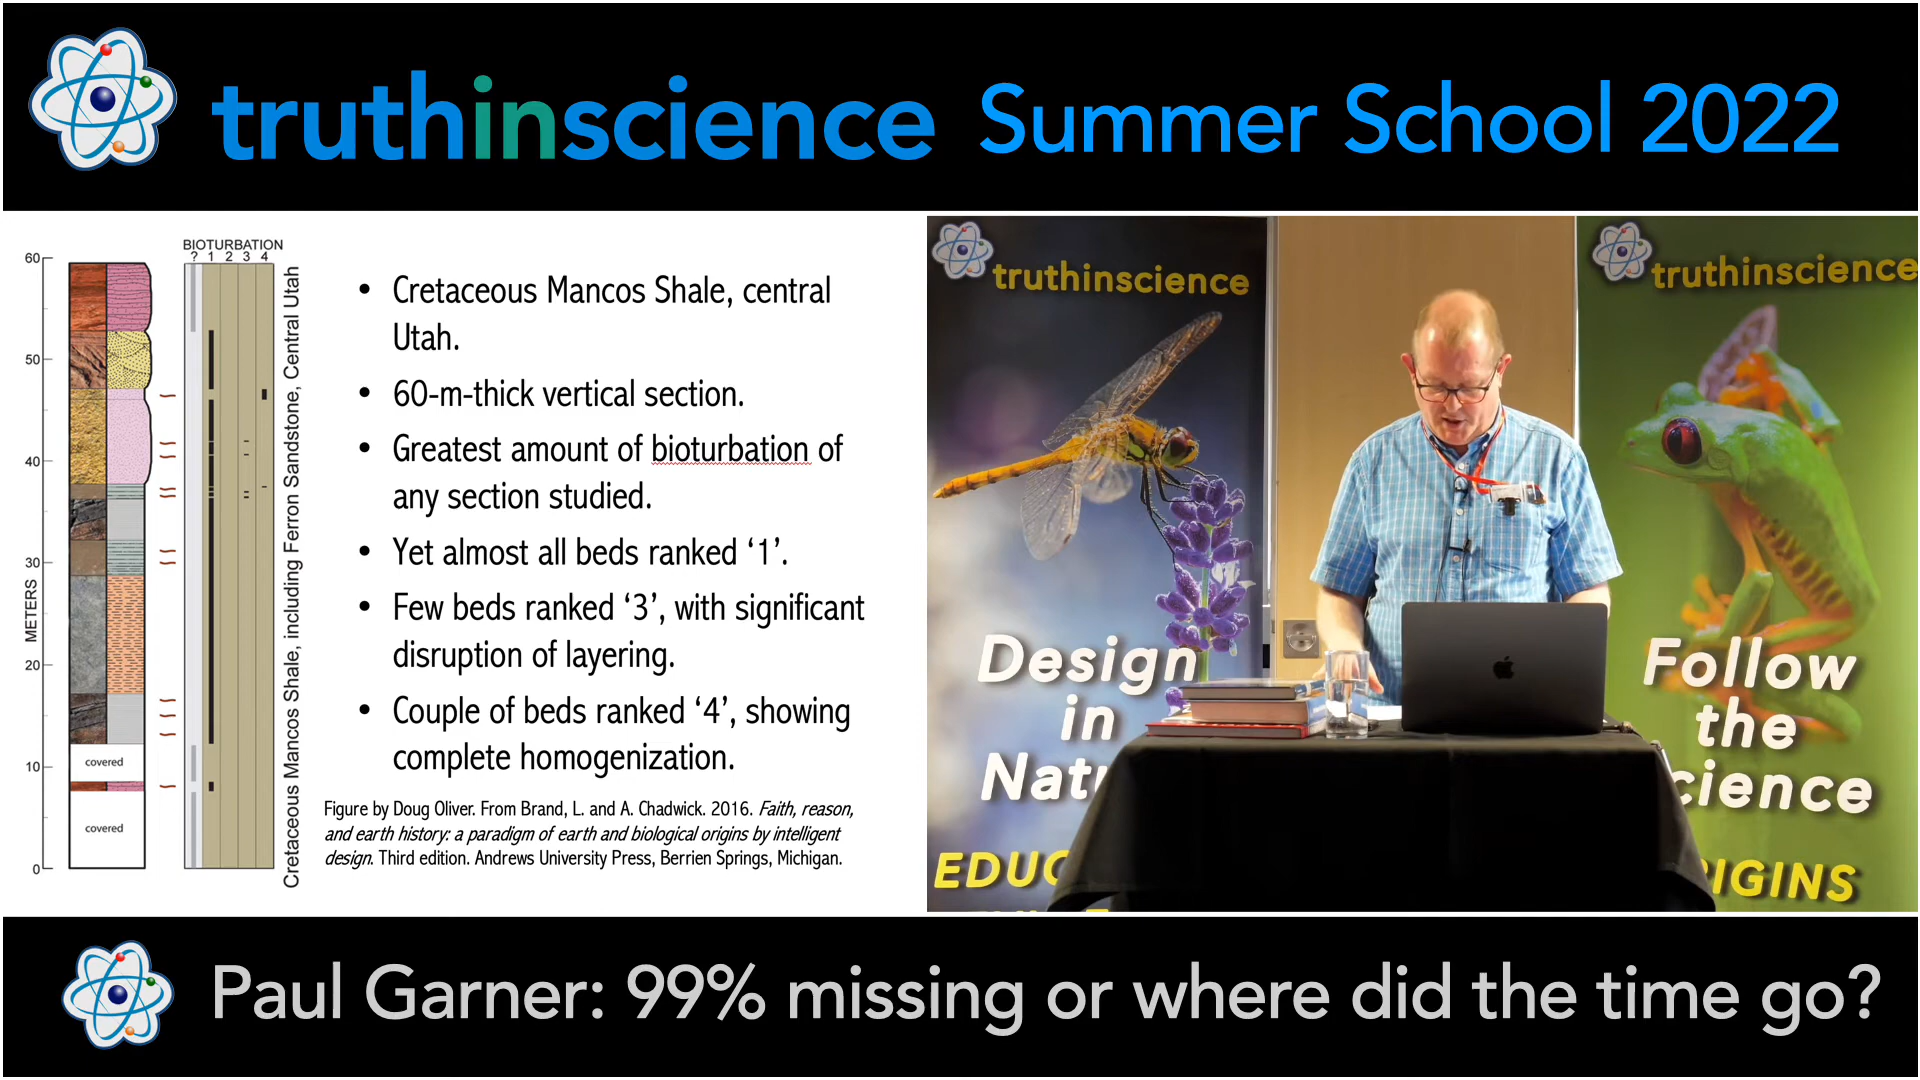 truthinscience Summer School 2022
BIOTURBATION
? 1 2 3 4
60
50
40
30
20
10
0
METERS
covered
covered
Cretaceous Mancos Shale, including Ferron Sandstone, Central Utah
• Cretaceous Mancos Shale, central
Utah.
• 60-m-thick vertical section.
• Greatest amount of bioturbation of
any section studied.
• Yet almost all beds ranked ‘1’.
• Few beds ranked ‘3’, with significant
disruption of layering.
• Couple of beds ranked ‘4’, showing
complete homogenization.
Figure by Doug Oliver. From Brand, L. and A. Chadwick. 2016. Faith, reason,
and earth history: a paradigm of earth and biological origins by intelligent
design. Third edition. Andrews University Press, Berrien Springs, Michigan.
truthinscience
Design
in
Natu
EDUC
truthinscience
Follow
the
cience
IGINS
Paul Garner: 99% missing or where did the time go?